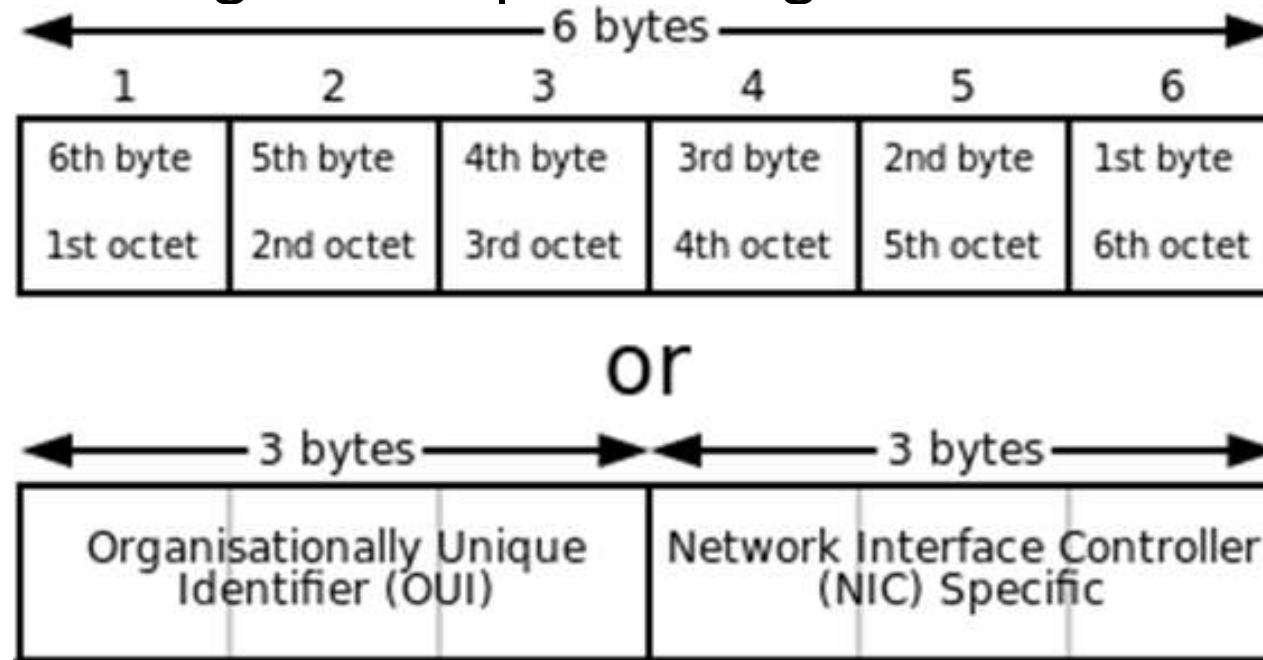 6 bytes
1 2 3 4 5 6
6th byte 5th byte 4th byte 3rd byte 2nd byte 1st byte
1st octet 2nd octet 3rd octet 4th octet 5th octet 6th octet
or
3 bytes 3 bytes
Organisationally Unique
Identifier (OUI)
Network Interface Controller
(NIC) Specific